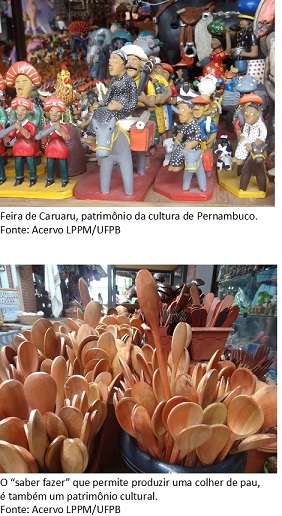 Feira de Caruaru, patrimônio da cultura de Pernambuco.
Fonte: Acervo LPPM/UFPB
O “saber fazer” que permite produzir uma colher de pau,
é também um patrimônio cultural.
Fonte: Acervo LPPM/UFPB